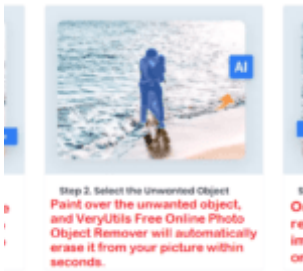 AI
Step 2. Select the Unwanted Object
Paint over the unwanted object,
and VeryUtils Free Online Photo
Object Remover will automatically
erase it from your picture within
seconds.